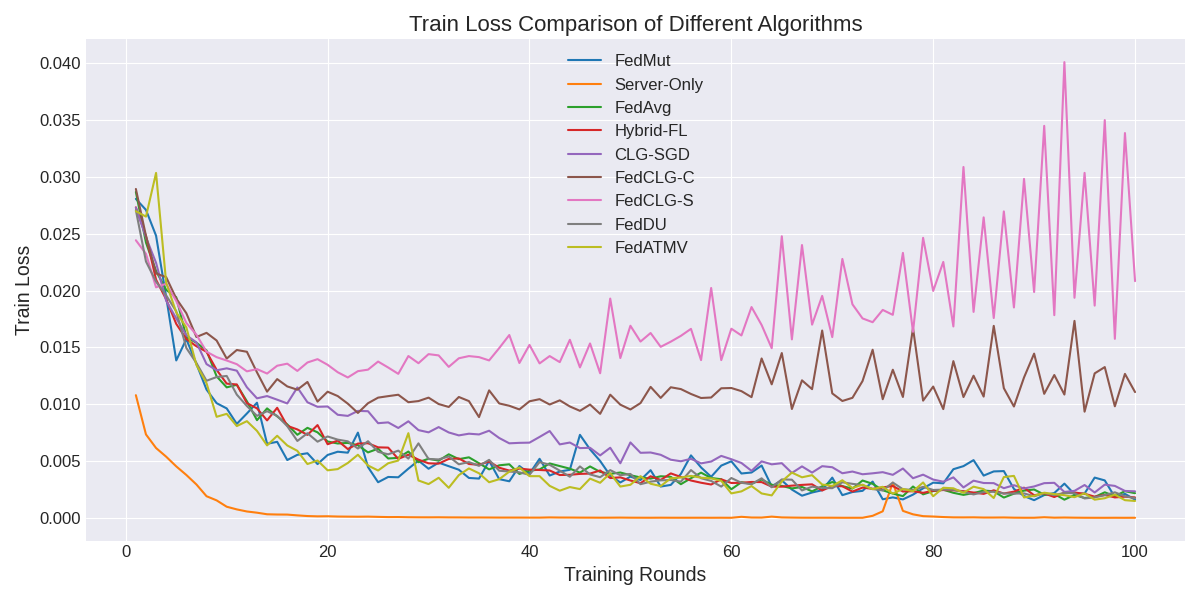 Train Loss Comparison of Different Algorithms
FedMut
Server-Only
FedAvg
Hybrid-FL
CLG-SGD
FedCLG-C
FedCLG-S
FedDU
FedATMV
Train Loss
0.040
0.035
0.030
0.025
0.020
0.015
0.010
0.005
0.000
0 20 40 60 80 100
Training Rounds